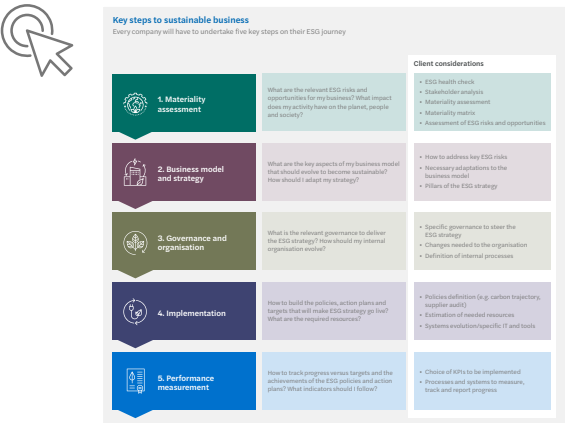 Key steps to sustainable business
Every company will have to undertake five key steps on their ESG journey
Client considerations
1. Materiality
assessment
What are the relevant ESG risks and
opportunities for my business? What impact
does my activity have on the planet, people
and society?
• ESG health check
• Stakeholder analysis
• Materiality assessment
• Materiality matrix
• Assessment of ESG risks and opportunities
2. Business model
and strategy
What are the key aspects of my business model
that should evolve to become sustainable?
How should I adapt my strategy?
• How to address key ESG risks
• Necessary adaptations to the
business model
• Pillars of the ESG strategy
3. Governance and
organisation
What is the relevant governance to deliver
the ESG strategy? How should my internal
organisation evolve?
• Specific governance to steer the
ESG strategy
• Changes needed to the organisation
• Definition of internal processes
4. Implementation
How to build the policies, action plans and
targets that will make ESG strategy go live?
What are the required resources?
• Policies definition (e.g. carbon trajectory,
supplier audit)
• Estimation of needed resources
• Systems evolution/specific IT and tools
5. Performance
measurement
How to track progress versus targets and the
achievements of the ESG policies and action
plans? What indicators should I follow?
• Choice of KPIs to be implemented
• Processes and systems to measure,
track and report progress